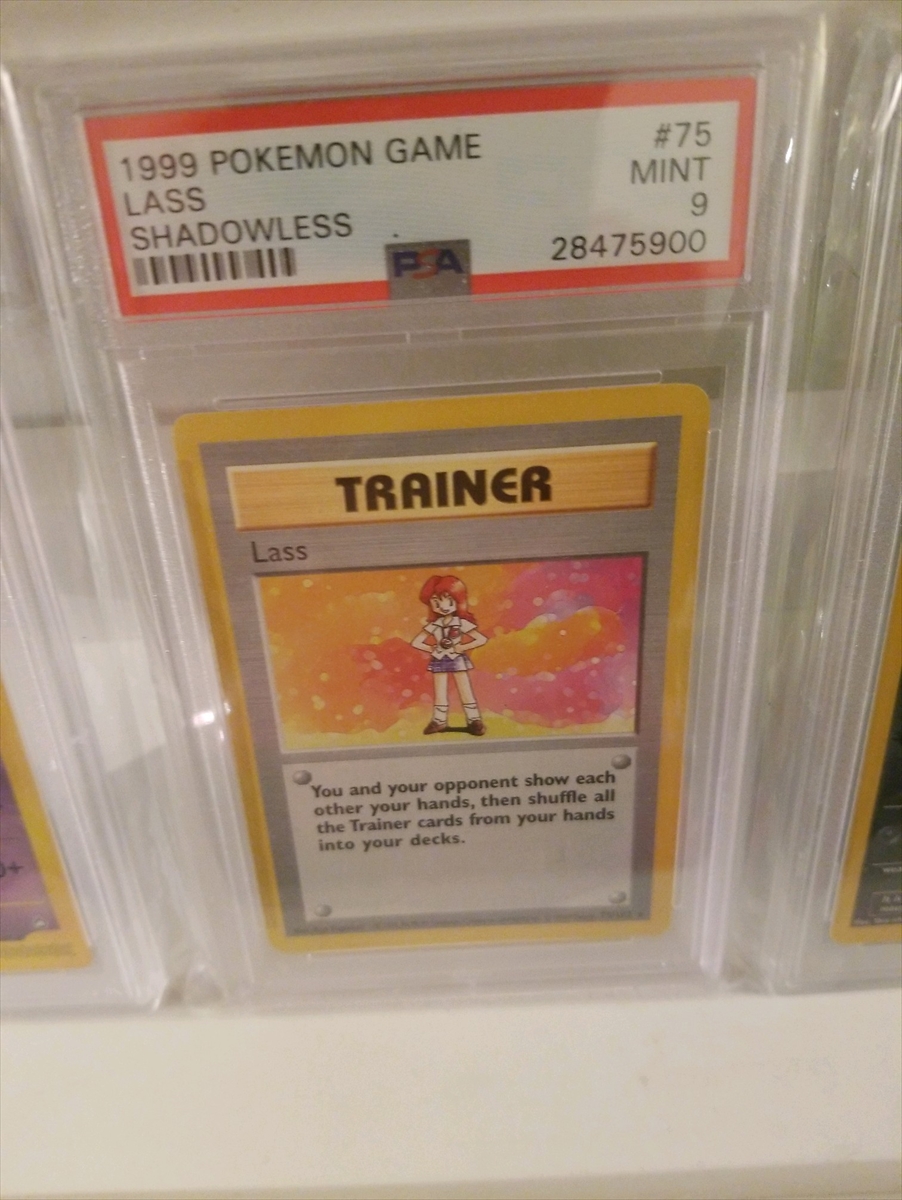 1999 POKEMON GAME #75
LASS MINT
SHADOWLESS 9
PSA 28475900
TRAINER
Lass
You and your opponent show each
other your hands, then shuffle all
the Trainer cards from your hands
into your decks.